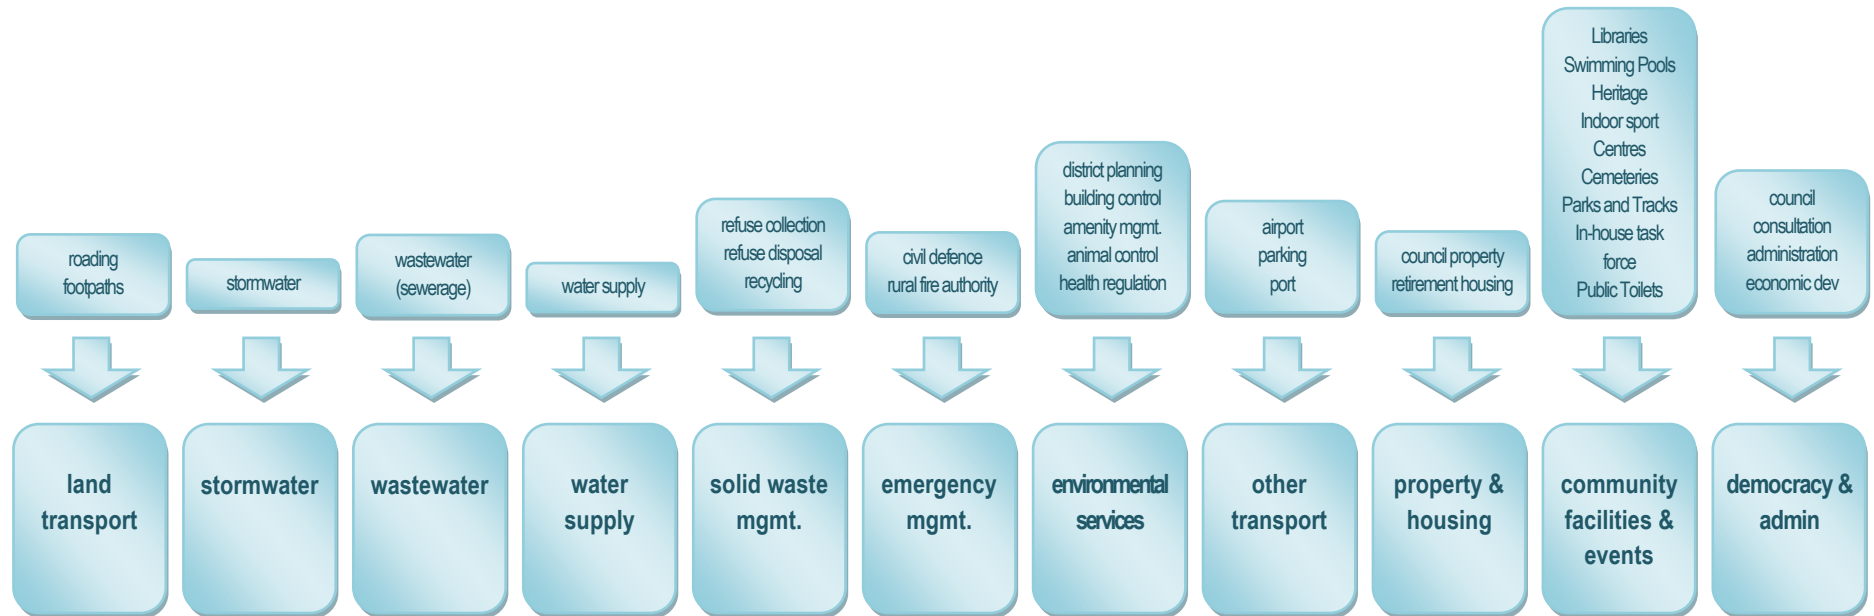 roading
footpaths
stormwater
wastewater
(sewerage)
water supply
refuse collection
refuse disposal
recycling
civil defence
rural fire authority
district planning
building control
amenity mgmt.
animal control
health regulation
airport
parking
port
council property
retirement housing
Libraries
Swimming Pools
Heritage
Indoor sport
Centres
Cemeteries
Parks and Tracks
In-house task
force
Public Toilets
council
consultation
administration
economic dev
land
transport
stormwater
wastewater
water
supply
solid waste
mgmt.
emergency
mgmt.
environmental
services
other
transport
property &
housing
community
facilities &
events
democracy &
admin